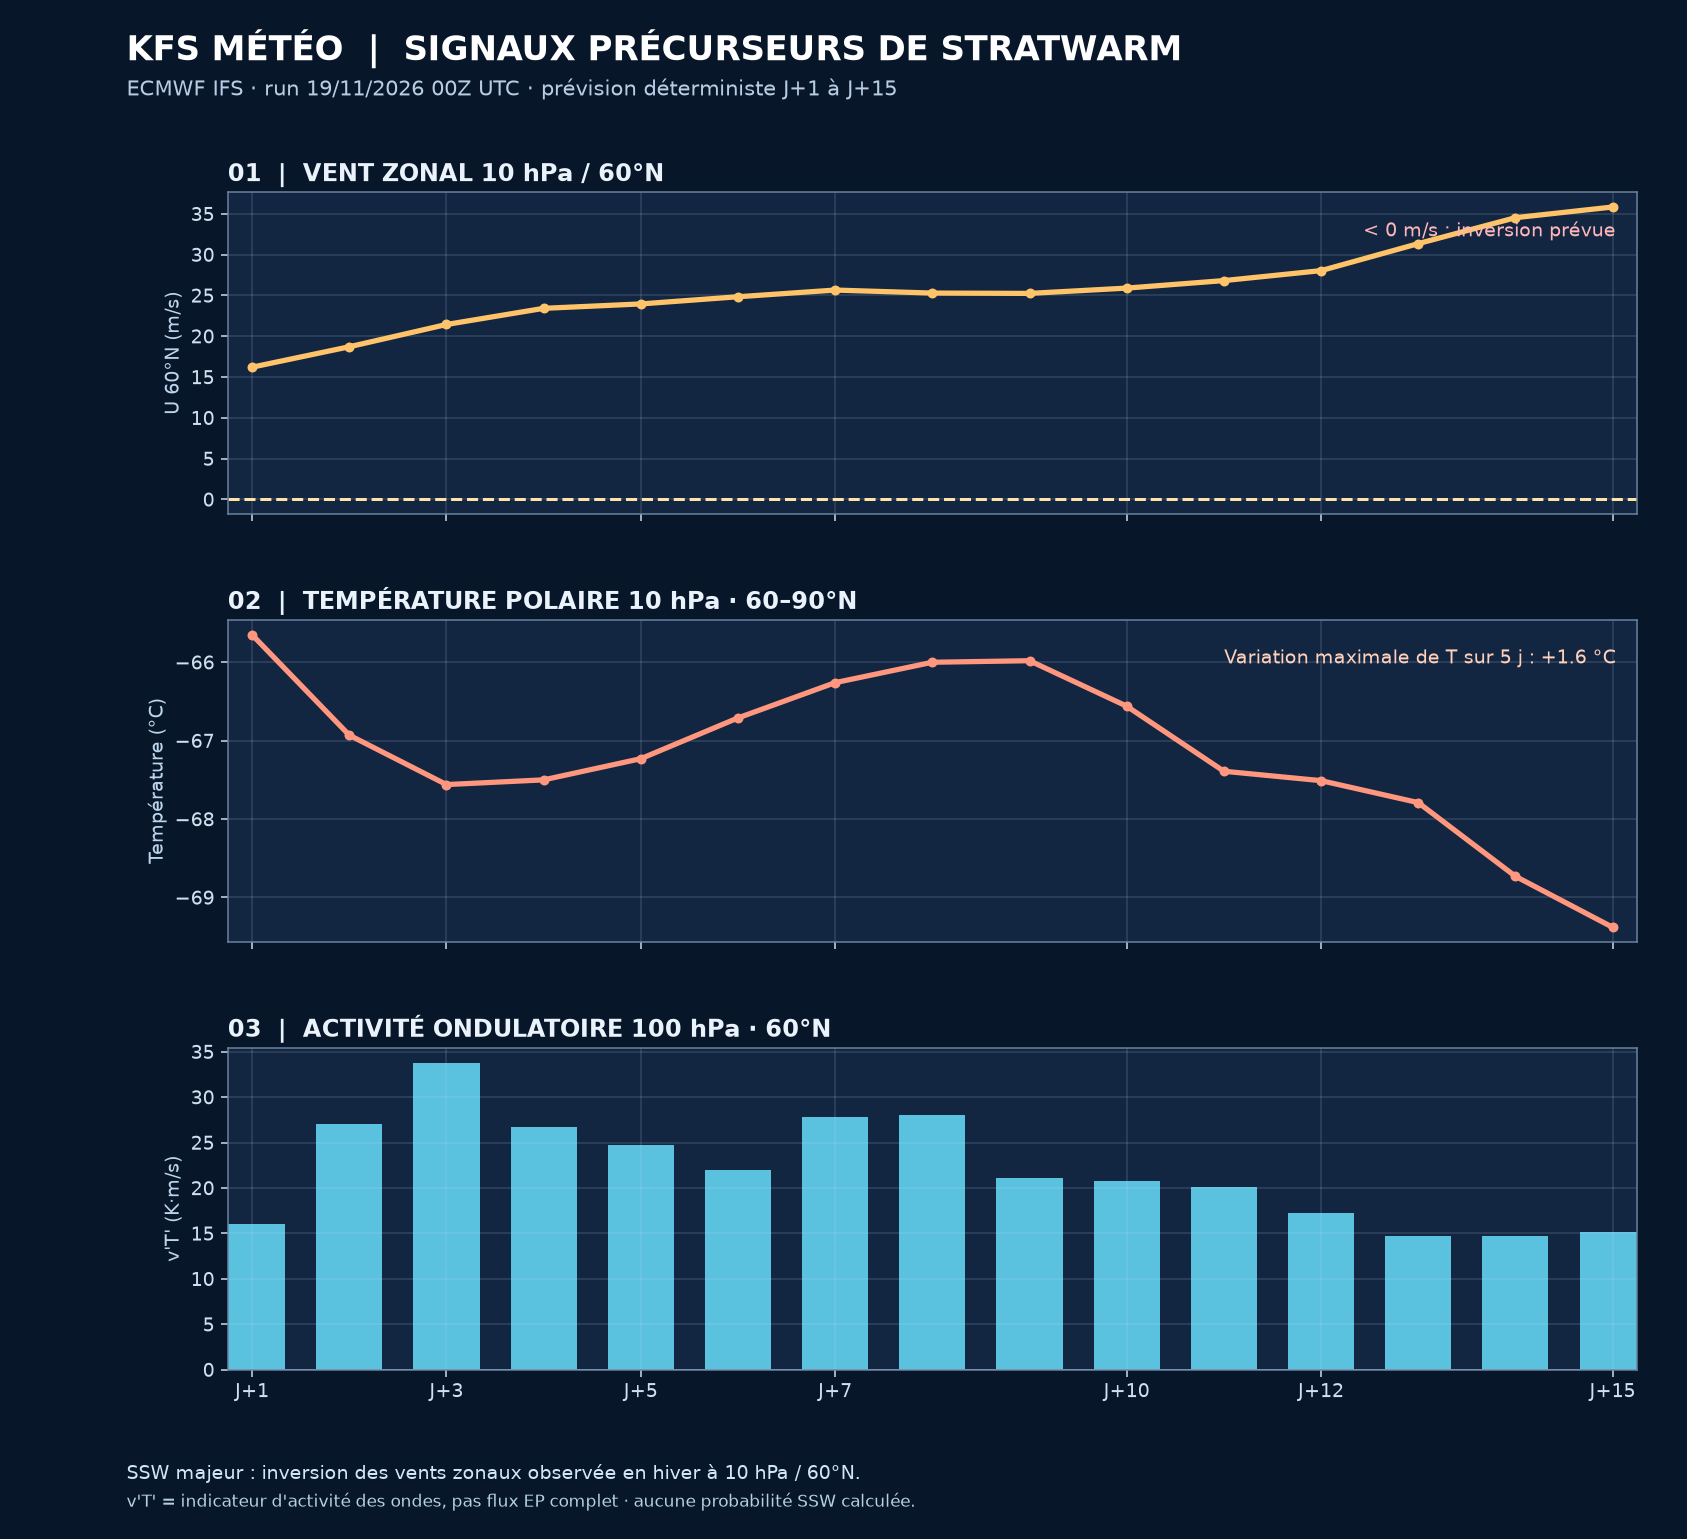 KFS MÉTÉO | SIGNAUX PRÉCURSEURS DE STRATWARM
ECMWF IFS · run 19/11/2026 00Z UTC · prévision déterministe J+1 à J+15
01 | VENT ZONAL 10 hPa / 60°N
< 0 m/s : inversion prévue
U 60°N (m/s)
35
30
25
20
15
10
5
0
02 | TEMPÉRATURE POLAIRE 10 hPa · 60–90°N
Variation maximale de T sur 5 j : +1.6 °C
Température (°C)
−66
−67
−68
−69
03 | ACTIVITÉ ONDULATOIRE 100 hPa · 60°N
v'T' (K·m/s)
35
30
25
20
15
10
5
0
J+1 J+3 J+5 J+7 J+10 J+12 J+15
SSW majeur : inversion des vents zonaux observée en hiver à 10 hPa / 60°N.
v'T' = indicateur d'activité des ondes, pas flux EP complet · aucune probabilité SSW calculée.